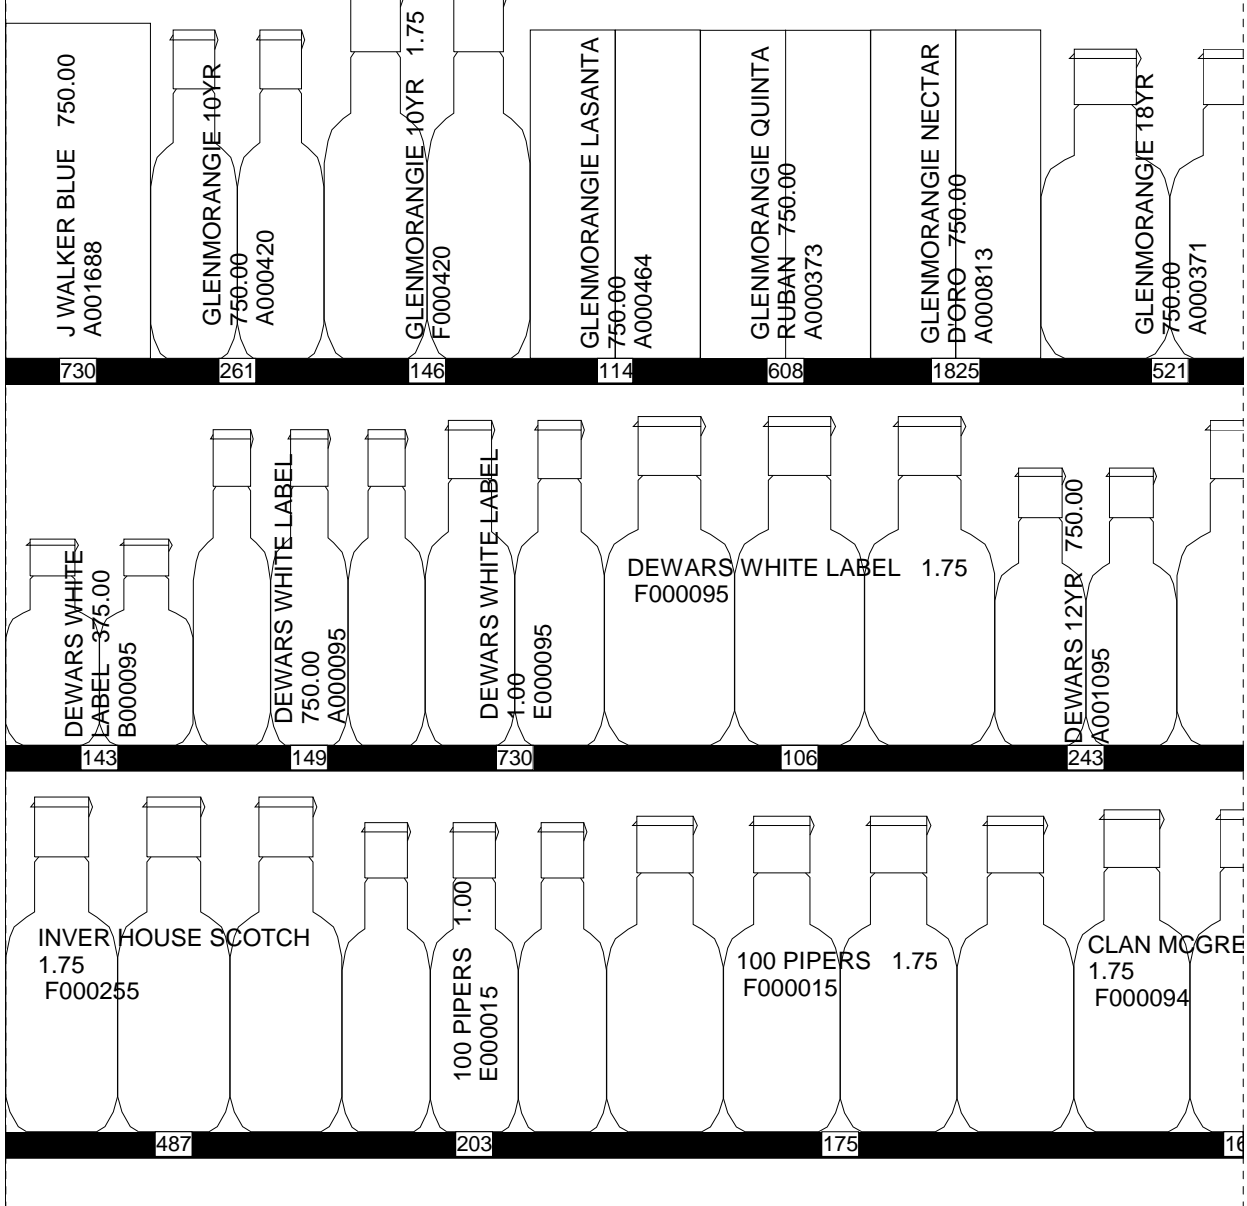 J WALKER BLUE 750.00
A001688
GLENMORANGIE 10YR
750.00
A000420
GLENMORANGIE 10YR 1.75
F000420
GLENMORANGIE LASANTA
750.00
A000464
GLENMORANGIE QUINTA
RUBAN 750.00
A000373
GLENMORANGIE NECTAR
D'ORO 750.00
A000813
GLENMORANGIE 18YR
750.00
A000371
730 261 146 114 608 1825 521
DEWARS WHITE
LABEL 375.00
B000095
DEWARS WHITE LABEL
750.00
A000095
DEWARS WHITE LABEL
1.00
E000095
DEWARS WHITE LABEL 1.75
F000095
DEWARS 12YR 750.00
A001095
143 149 730 106 243
INVER HOUSE SCOTCH
1.75
F000255
100 PIPERS 1.00
E000015
100 PIPERS 1.75
F000015
CLAN MCGRE
1.75
F000094
487 203 175